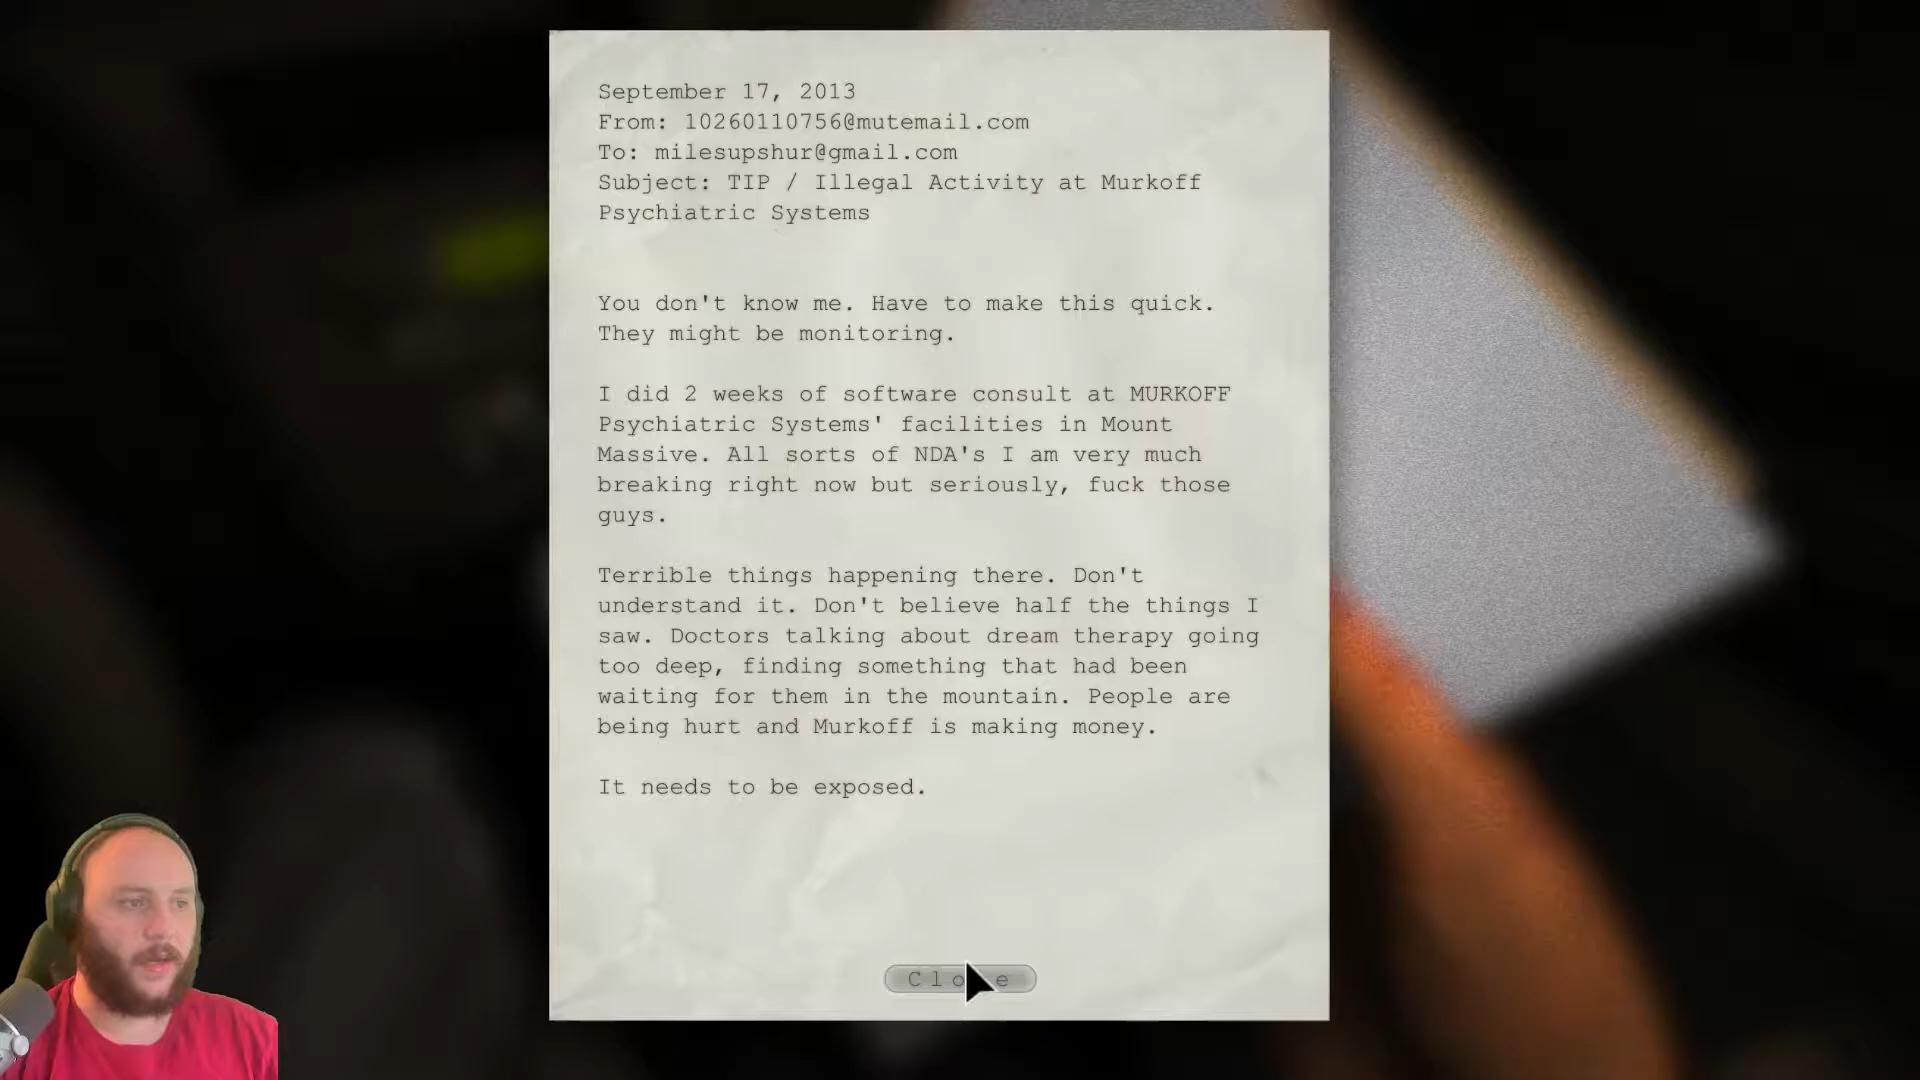 September 17, 2013
From: 10260110756@mutemail.com
To: milesupshur@gmail.com
Subject: TIP / Illegal Activity at Murkoff
Psychiatric Systems
You don't know me. Have to make this quick.
They might be monitoring.
I did 2 weeks of software consult at MURKOFF
Psychiatric Systems' facilities in Mount
Massive. All sorts of NDA's I am very much
breaking right now but seriously, fuck those
guys.
Terrible things happening there. Don't
understand it. Don't believe half the things I
saw. Doctors talking about dream therapy going
too deep, finding something that had been
waiting for them in the mountain. People are
being hurt and Murkoff is making money.
It needs to be exposed.
Close